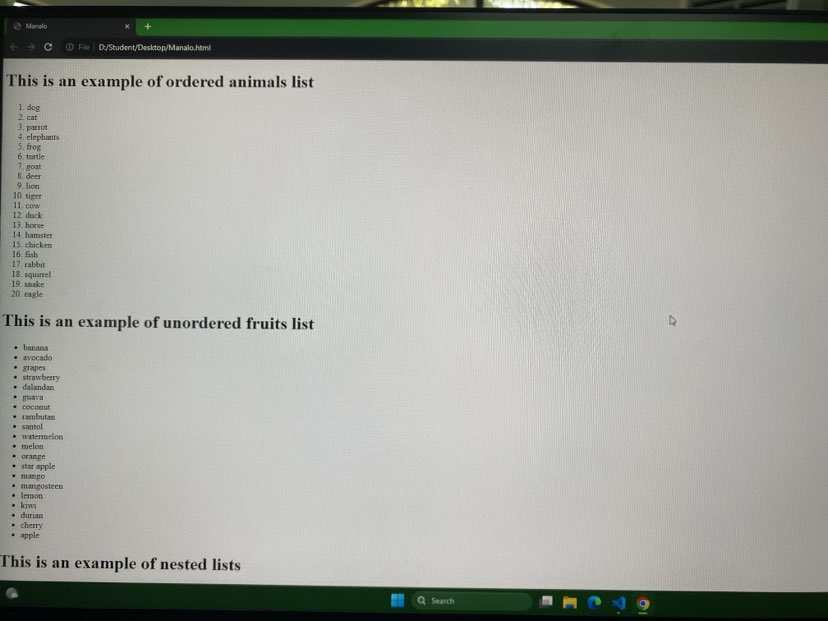 Manalo
File D:/Student/Desktop/Manalo.html
This is an example of ordered animals list
1. dog
2. cat
3. parrot
4. elephants
5. frog
6. turtle
7. goat
8. deer
9. lion
10. tiger
11. cow
12. duck
13. horse
14. hamster
15. chicken
16. fish
17. rabbit
18. squirrel
19. snake
20. eagle
This is an example of unordered fruits list
• banana
• avocado
• grapes
• strawberry
• dalandan
• guava
• coconut
• rambutan
• santol
• watermelon
• melon
• orange
• star apple
• mango
• mangosteen
• lemon
• kiwi
• durian
• cherry
• apple
This is an example of nested lists
Search